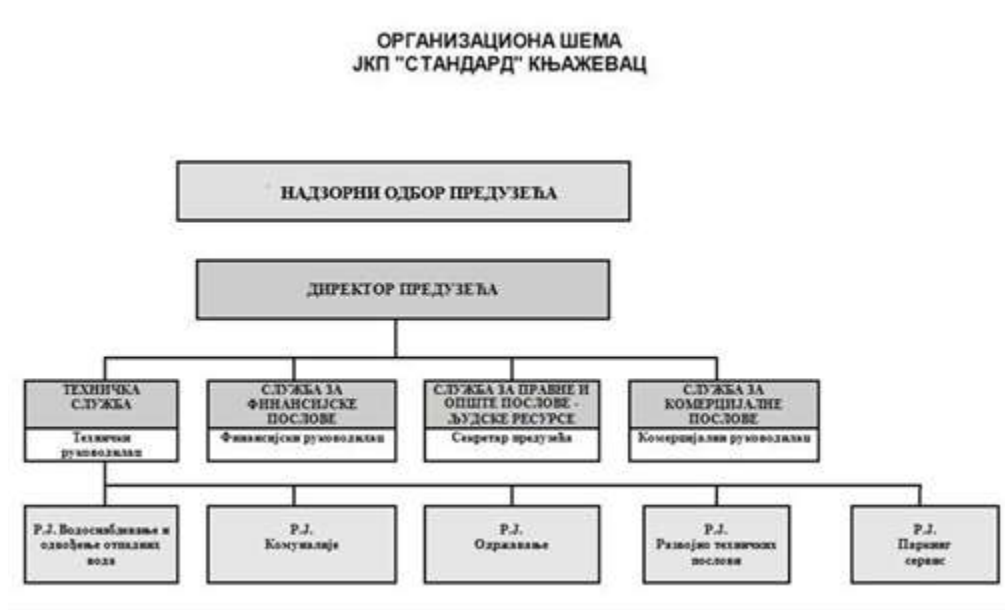 ОРГАНИЗАЦИОНА ШЕМА
ЈКП "СТАНДАРД" КЊАЖЕВАЦ
НАДЗОРНИ ОДБОР ПРЕДУЗЕЋА
ДИРЕКТОР ПРЕДУЗЕЋА
ТЕХНИЧКА
СЛУЖБА
Технички
руководилац
СЛУЖБА ЗА
ФИНАНСИЈСКЕ
ПОСЛОВЕ
Финансијски руководилац
СЛУЖБА ЗА ПРАВНЕ И
ОПШТЕ ПОСЛОВЕ -
ЉУДСКЕ РЕСУРСЕ
Секретар предузећа
СЛУЖБА ЗА
КОМЕРЦИЈАЛНЕ
ПОСЛОВЕ
Комерцијални руководилац
Р.Ј. Водоснабдевање и
одвођење отпадних
вода
Р.Ј.
Комуналије
Р.Ј.
Одржавање
Р.Ј.
Развојно техничких
послови
Р.Ј.
Паркинг
сервис